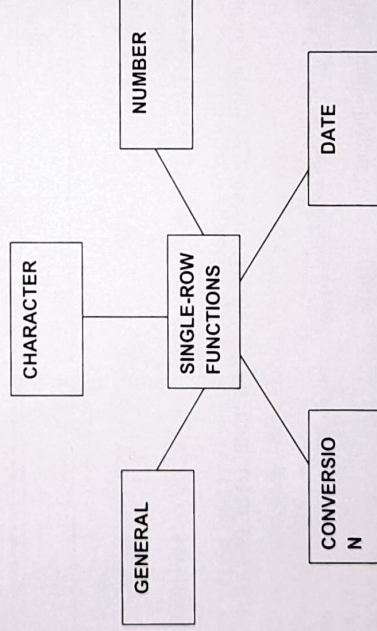 CHARACTER
GENERAL
NUMBER
SINGLE-ROW
FUNCTIONS
CONVERSIO
N
DATE